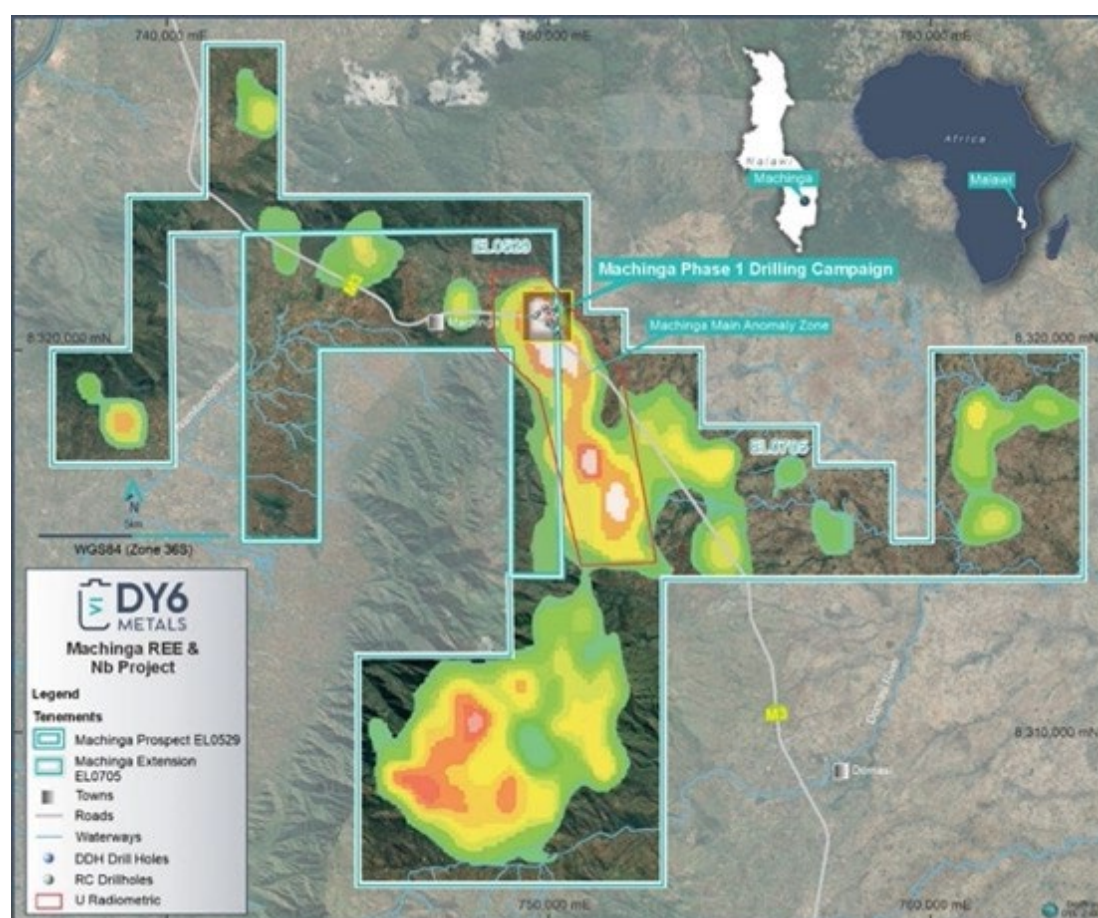 740,000 mE
750,000 mE
760,000 mE
Africa
Malawi
Machinga
Malawi
EL0529
Machinga Phase 1 Drilling Campaign
M3
8,320,000 mN
Machinga Main Anomaly Zone
8,320,000 mN
EL0705
N
5km
WGS84 (Zone 36S)
DY6
METALS
Machinga REE &
Nb Project
Legend
Tenements
Machinga Prospect EL0529
Machinga Extension
EL0705
Towns
Roads
Waterways
DDH Drill Holes
RC Drillholes
U Radiometric
M3
8,310,000 mN
Domasi
750,000 mE
760,000 mE